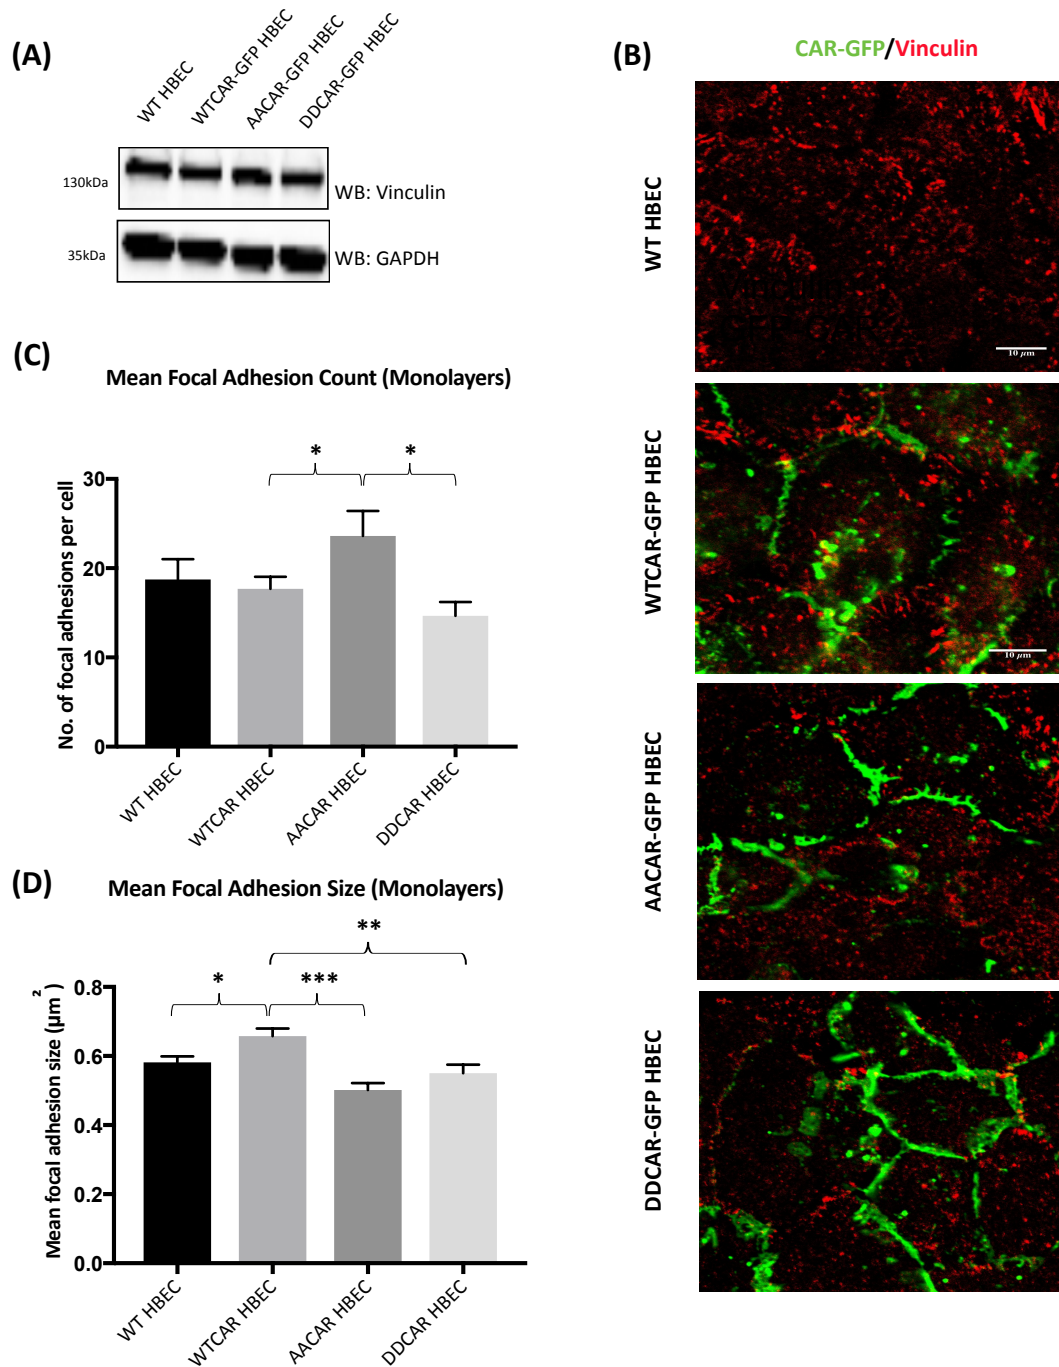 (A)
WT HBEC
WTCAR-GFP HBEC
AACAR-GFP HBEC
DDCAR-GFP HBEC
130kDa
WB: Vinculin
35kDa
WB: GAPDH
(B)
CAR-GFP/Vinculin
WT HBEC
10 µm
WTCAR-GFP HBEC
10 µm
AACAR-GFP HBEC
DDCAR-GFP HBEC
(C)
Mean Focal Adhesion Count (Monolayers)
No. of focal adhesions per cell
30
20
10
0
*
*
WT HBEC
WTCAR HBEC
AACAR HBEC
DDCAR HBEC
(D)
Mean Focal Adhesion Size (Monolayers)
Mean focal adhesion size (µm²)
0.8
0.6
0.4
0.2
0.0
**
*
***
WT HBEC
WTCAR HBEC
AACAR HBEC
DDCAR HBEC